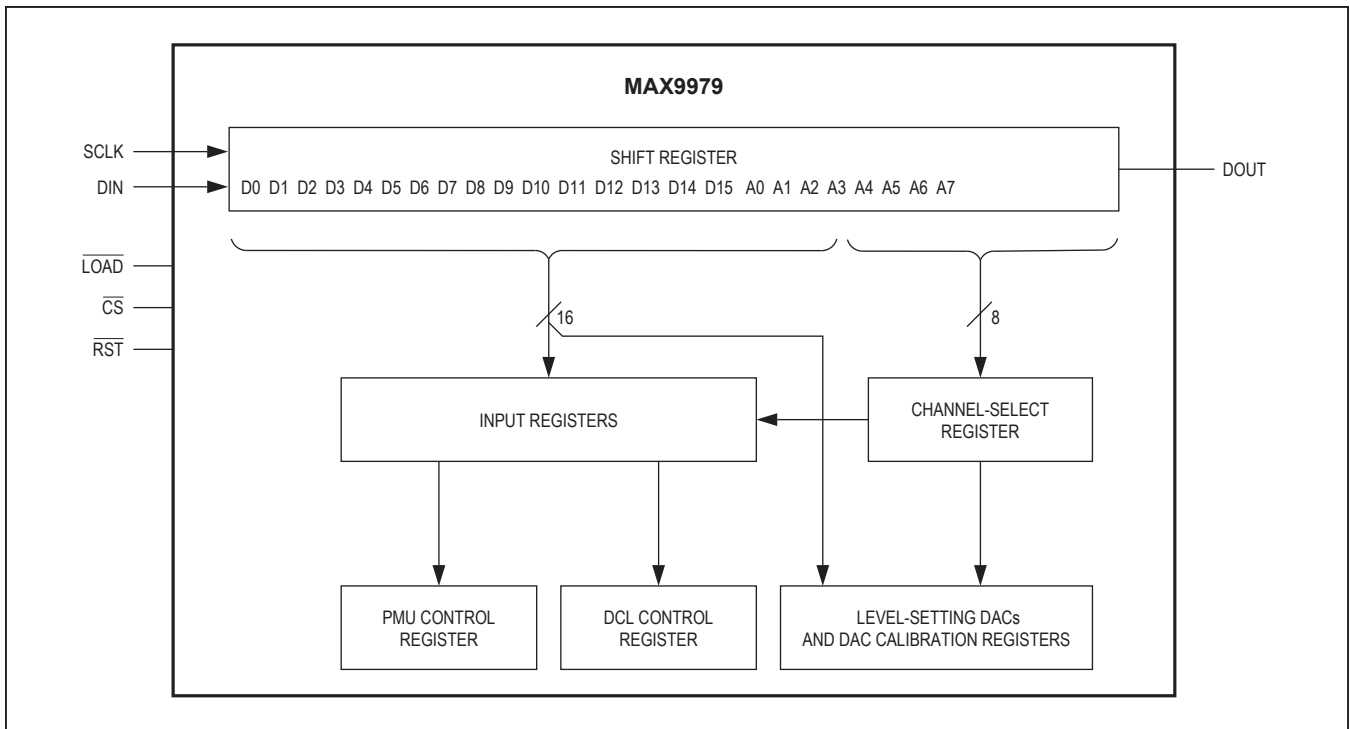 MAX9979
SCLK
DIN
SHIFT REGISTER
D0 D1 D2 D3 D4 D5 D6 D7 D8 D9 D10 D11 D12 D13 D14 D15 A0 A1 A2 A3 A4 A5 A6 A7
DOUT
LOAD
CS
RST
16
8
INPUT REGISTERS
CHANNEL-SELECT
REGISTER
PMU CONTROL
REGISTER
DCL CONTROL
REGISTER
LEVEL-SETTING DACs
AND DAC CALIBRATION REGISTERS